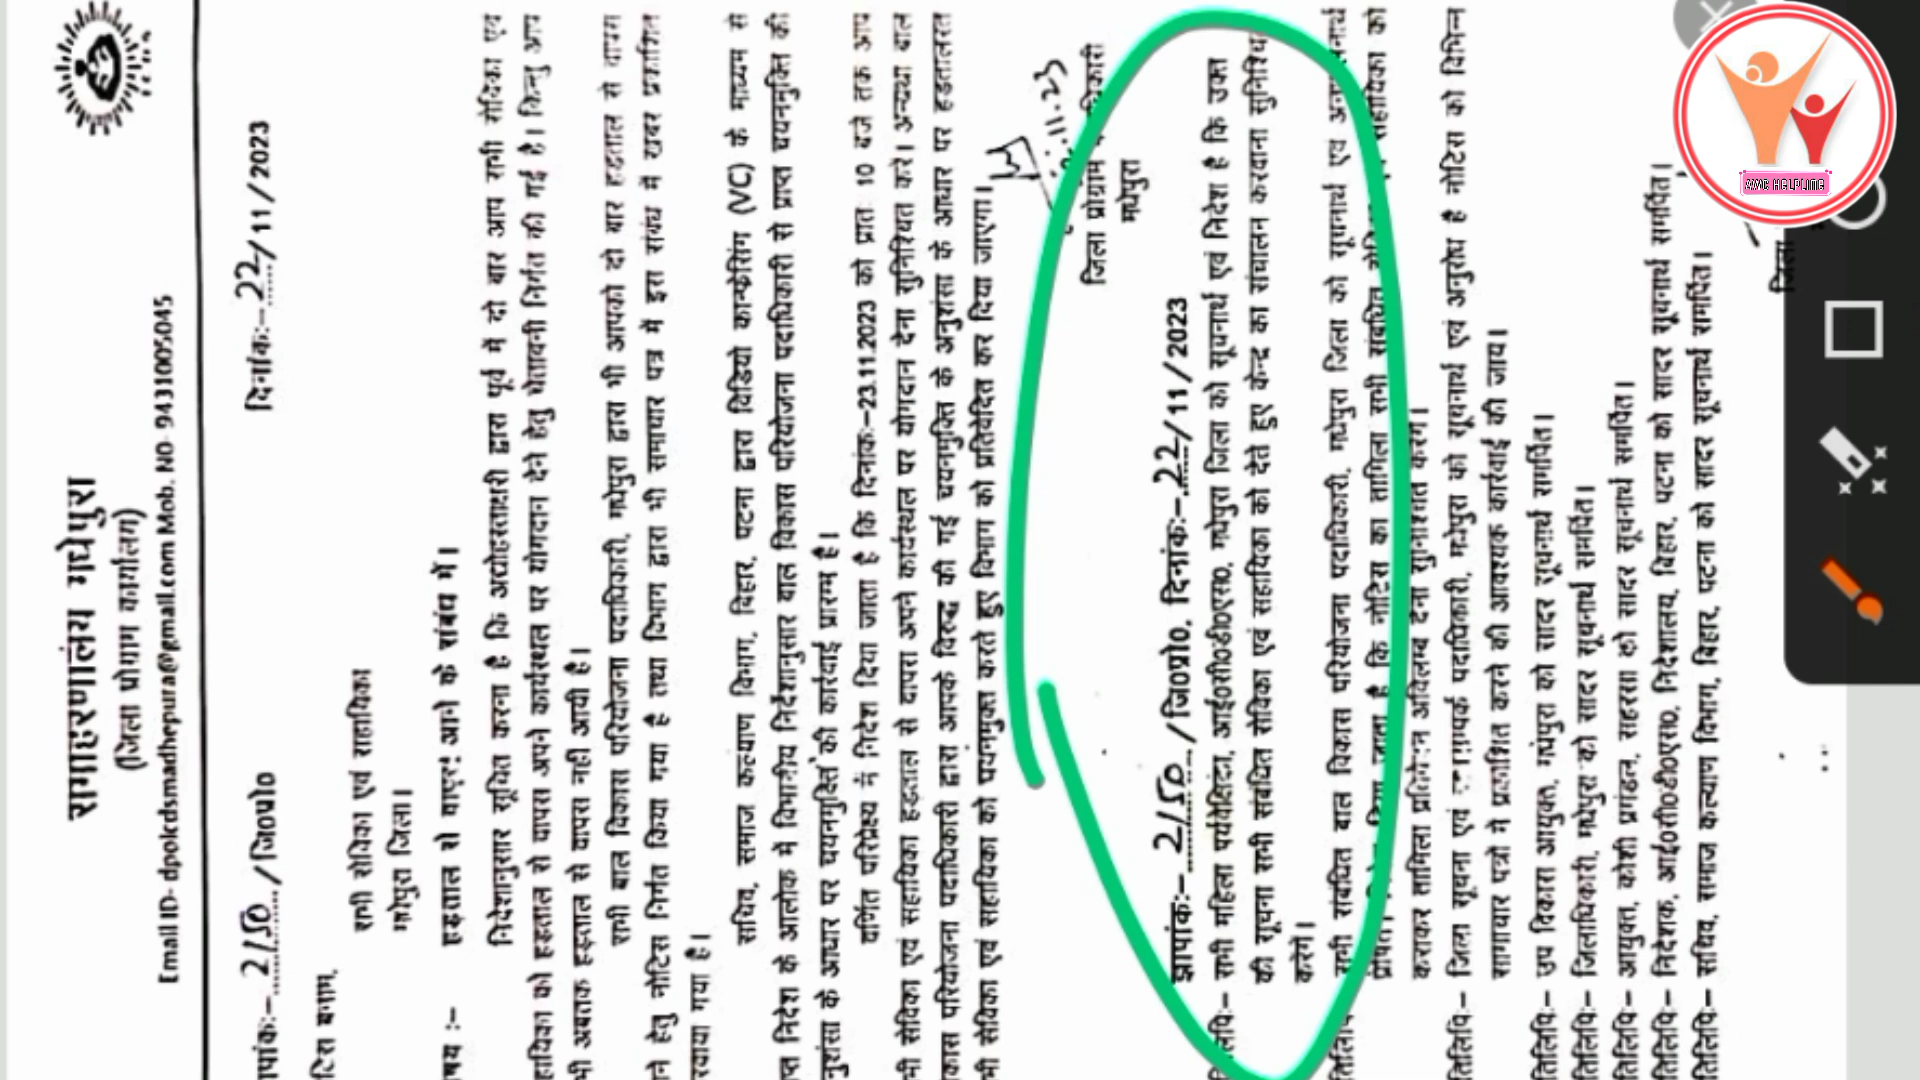 समाहरणालय मधेपुरा
(जिला प्रोग्राम कार्यालय)
Email ID- dpoicdsmadhepura@gmail.com Mob. NO- 9431005045
ज्ञापांकः–....2150..../जि०प्रो० दिनांकः–..22../11/2023
नोटिस बनाम,
सभी सेविका एवं सहायिका
मधेपुरा जिला।
विषय :– हड़ताल से वापस आने के संबंध में।
निदेशानुसार सूचित करना है कि अधोहस्ताक्षरी द्वारा पूर्व में दो बार आप सभी सेविका एवं
सहायिका को हड़ताल से वापस अपने कार्यस्थल पर योगदान देने हेतु चेतावनी निर्गत की गई है। किन्तु आप
सभी अबतक हड़ताल से वापस नहीं आयी है।
सभी बाल विकास परियोजना पदाधिकारी, मधेपुरा द्वारा भी आपको दो बार हड़ताल से वापस
आने हेतु नोटिस निर्गत किया गया है तथा विभाग द्वारा भी समाचार पत्र में इस संबंध में खबर प्रकाशित
करवाया गया है।
सचिव, समाज कल्याण विभाग, बिहार, पटना द्वारा विडियो कान्फ्रेसिंग (VC) के माध्यम से
प्राप्त निदेश के आलोक में विभागीय निर्देशानुसार बाल विकास परियोजना पदाधिकारी से प्राप्त चयनमुक्ति की
अनुशंसा के आधार पर चयनमुक्ति की कार्रवाई प्रारम्भ है।
वर्णित परिप्रेक्ष्य में निदेश दिया जाता है कि दिनांक:–23.11.2023 को प्रातः 10 बजे तक आप
सभी सेविका एवं सहायिका हड़ताल से वापस अपने कार्यस्थल पर योगदान देना सुनिश्चित करें। अन्यथा बाल
विकास परियोजना पदाधिकारी द्वारा आपके विरुद्ध की गई चयनमुक्ति के अनुशंसा के आधार पर हड़तालरत
सभी सेविका एवं सहायिका को चयनमुक्त करते हुए विभाग को प्रतिवेदित कर दिया जाएगा।
11.23
जिला प्रोग्राम
मधेपुरा
ज्ञापांकः–....2150..../जि०प्रो०, दिनांकः–..22../11/2023
प्रतिलिपिः– सभी महिला पर्यवेक्षिका, आई०सी०डी०एस०, मधेपुरा जिला को सूचनार्थ एवं निदेश है कि उक्त
की सूचना सभी संबंधित सेविका एवं सहायिका को देते हुए केन्द्र का संचालन करवाना सुनिश्चित
करेंगे।
सभी संबंधित बाल विकास परियोजना पदाधिकारी, मधेपुरा जिला को सूचनार्थ एवं
प्रेषित। निदेश दिया जाता है कि नोटिस का तामिला सभी संबंधित सहायिका को
कराकर तामिला प्रतिवेदन अविलम्ब देना सुनिश्चित करेंगे।
प्रतिलिपिः– जिला सूचना एवं पदाधिकारी, मधेपुरा को सूचनार्थ एवं अनुरोध है नोटिस को विभिन्न
समाचार पत्रों में प्रकाशित करने की आवश्यक कार्रवाई की जाय।
प्रतिलिपिः– उप विकास आयुक्त, मधेपुरा को सादर सूचनार्थ समर्पित।
प्रतिलिपिः– जिलाधिकारी, मधेपुरा को सादर सूचनार्थ समर्पित।
प्रतिलिपिः– आयुक्त, कोशी प्रमंडल, सहरसा को सादर सूचनार्थ समर्पित।
प्रतिलिपिः– निदेशक, आई०सी०डी०एस०, निदेशालय, बिहार, पटना को सादर सूचनार्थ समर्पित।
प्रतिलिपिः– सचिव, समाज कल्याण विभाग, बिहार, पटना को सादर सूचनार्थ समर्पित।
जिला
HELPLINE